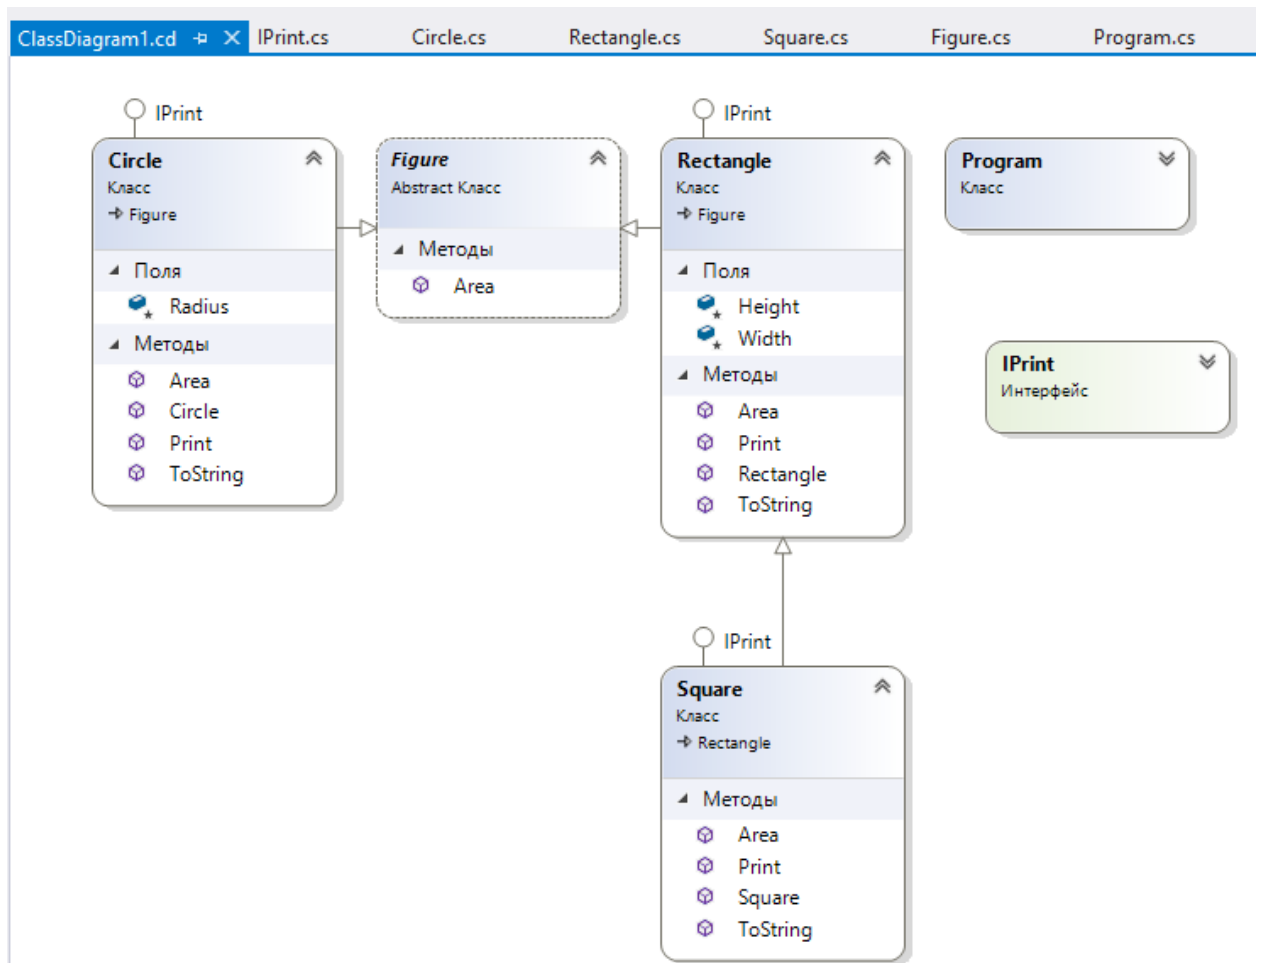 ClassDiagram1.cd IPrint.cs Circle.cs Rectangle.cs Square.cs Figure.cs Program.cs
IPrint
Circle
Класс
Figure
Поля
Radius
Методы
Area
Circle
Print
ToString
Figure
Abstract Класс
Методы
Area
IPrint
Rectangle
Класс
Figure
Поля
Height
Width
Методы
Area
Print
Rectangle
ToString
Program
Класс
IPrint
Интерфейс
IPrint
Square
Класс
Rectangle
Методы
Area
Print
Square
ToString